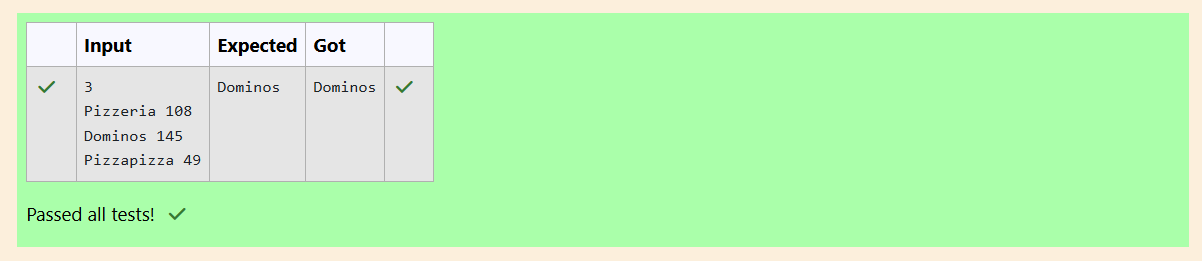 Input Expected Got
3 Dominos Dominos
Pizzeria 108
Dominos 145
Pizzapizza 49
Passed all tests!